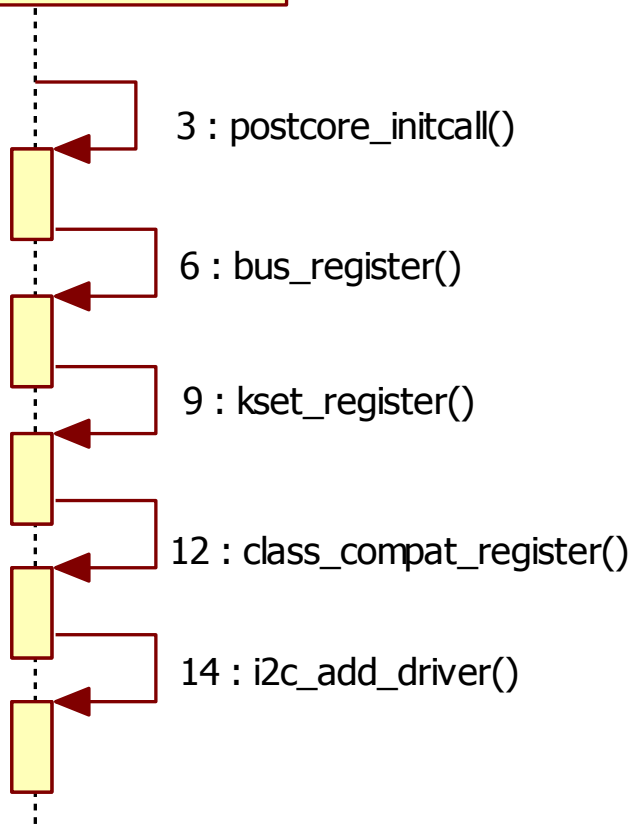 3 : postcore_initcall()
6 : bus_register()
9 : kset_register()
12 : class_compat_register()
14 : i2c_add_driver()